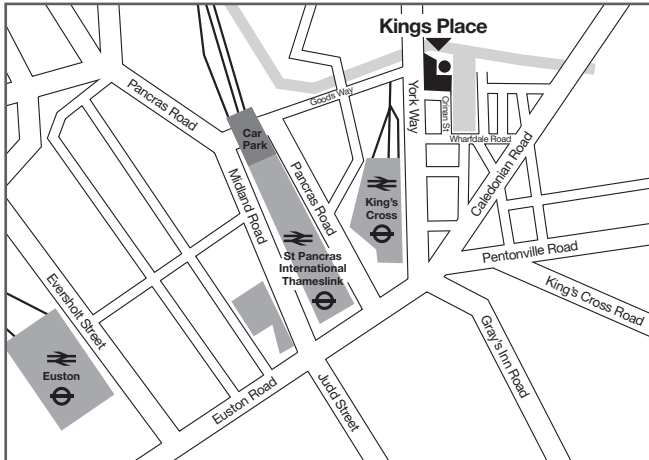 Kings Place
Pancras Road
Goods Way
York Way
Crinan St
Wharfdale Road
Car
Park
Midland Road
Pancras Road
King's
Cross
Caledonian Road
St Pancras
International
Thameslink
Pentonville Road
King's Cross Road
Eversholt Street
Euston
Euston Road
Judd Street
Gray's Inn Road